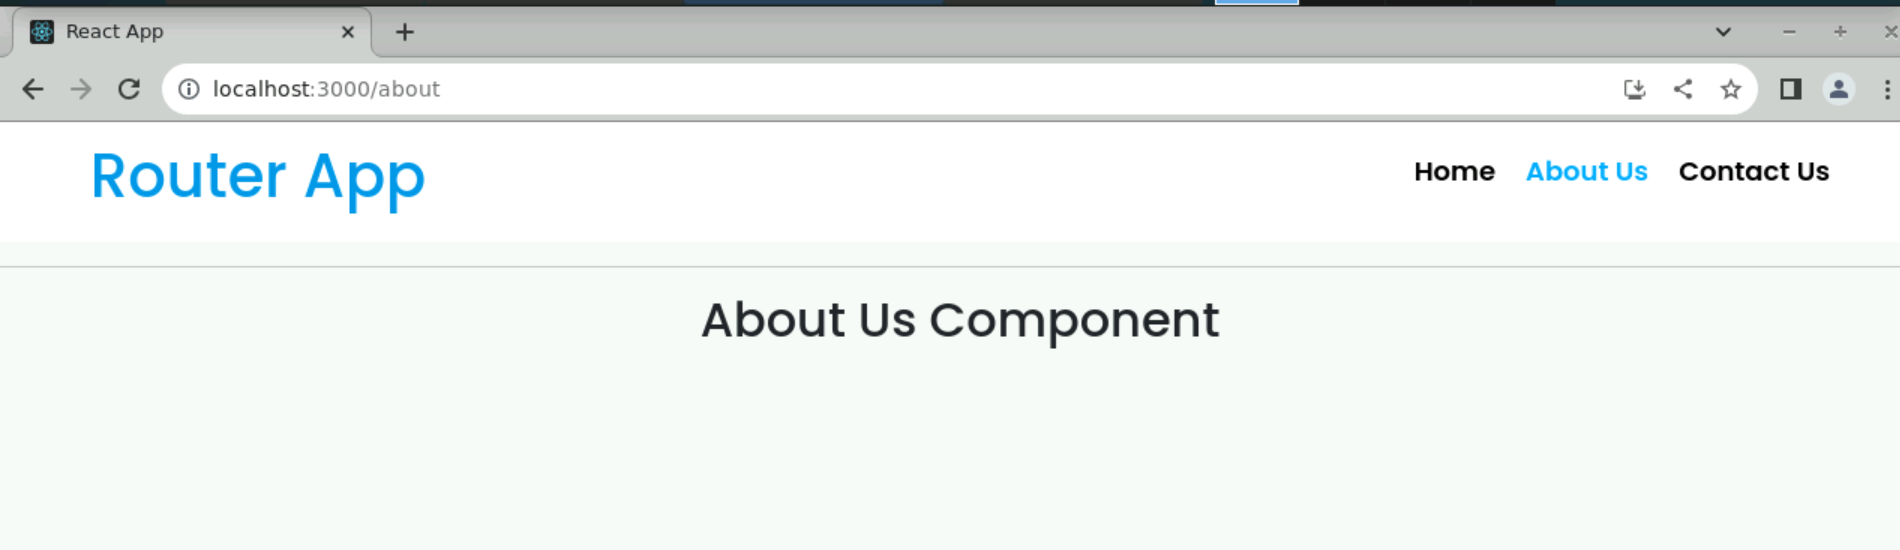 React App
localhost:3000/about
Router App
Home About Us Contact Us
About Us Component